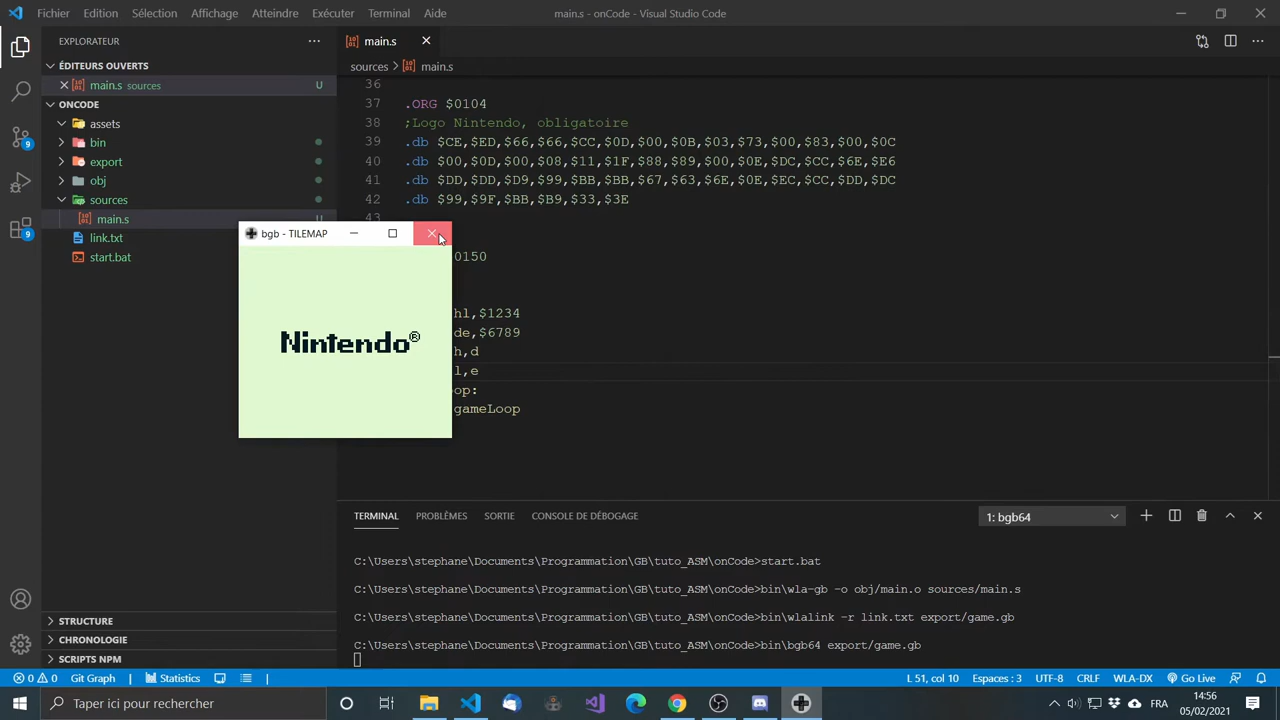 Fichier Edition Sélection Affichage Atteindre Exécuter Terminal Aide
main.s - onCode - Visual Studio Code
EXPLORATEUR
main.s
ÉDITEURS OUVERTS
main.s sources U
ONCODE
assets
bin
export
obj
sources
main.s U
link.txt
start.bat
STRUCTURE
CHRONOLOGIE
SCRIPTS NPM
9
9
sources > main.s
36
37 .ORG $0104
38 ;Logo Nintendo, obligatoire
39 .db $CE,$ED,$66,$66,$CC,$0D,$00,$0B,$03,$73,$00,$83,$00,$0C
40 .db $00,$0D,$00,$08,$11,$1F,$88,$89,$00,$0E,$DC,$CC,$6E,$E6
41 .db $DD,$DD,$D9,$99,$BB,$BB,$67,$63,$6E,$0E,$EC,$CC,$DD,$DC
42 .db $99,$9F,$BB,$B9,$33,$3E
43
0150
hl,$1234
de,$6789
h,d
l,e
oop:
gameLoop
bgb - TILEMAP
Nintendo®
TERMINAL PROBLÈMES SORTIE CONSOLE DE DÉBOGAGE
1: bgb64
C:\Users\stephane\Documents\Programmation\GB\tuto_ASM\onCode>start.bat
C:\Users\stephane\Documents\Programmation\GB\tuto_ASM\onCode>bin\wla-gb -o obj/main.o sources/main.s
C:\Users\stephane\Documents\Programmation\GB\tuto_ASM\onCode>bin\wlalink -r link.txt export/game.gb
C:\Users\stephane\Documents\Programmation\GB\tuto_ASM\onCode>bin\bgb64 export/game.gb
0 0 Git Graph Statistics
L 51, col 10 Espaces : 3 UTF-8 CRLF WLA-DX Go Live
Taper ici pour rechercher
FRA
14:56
05/02/2021